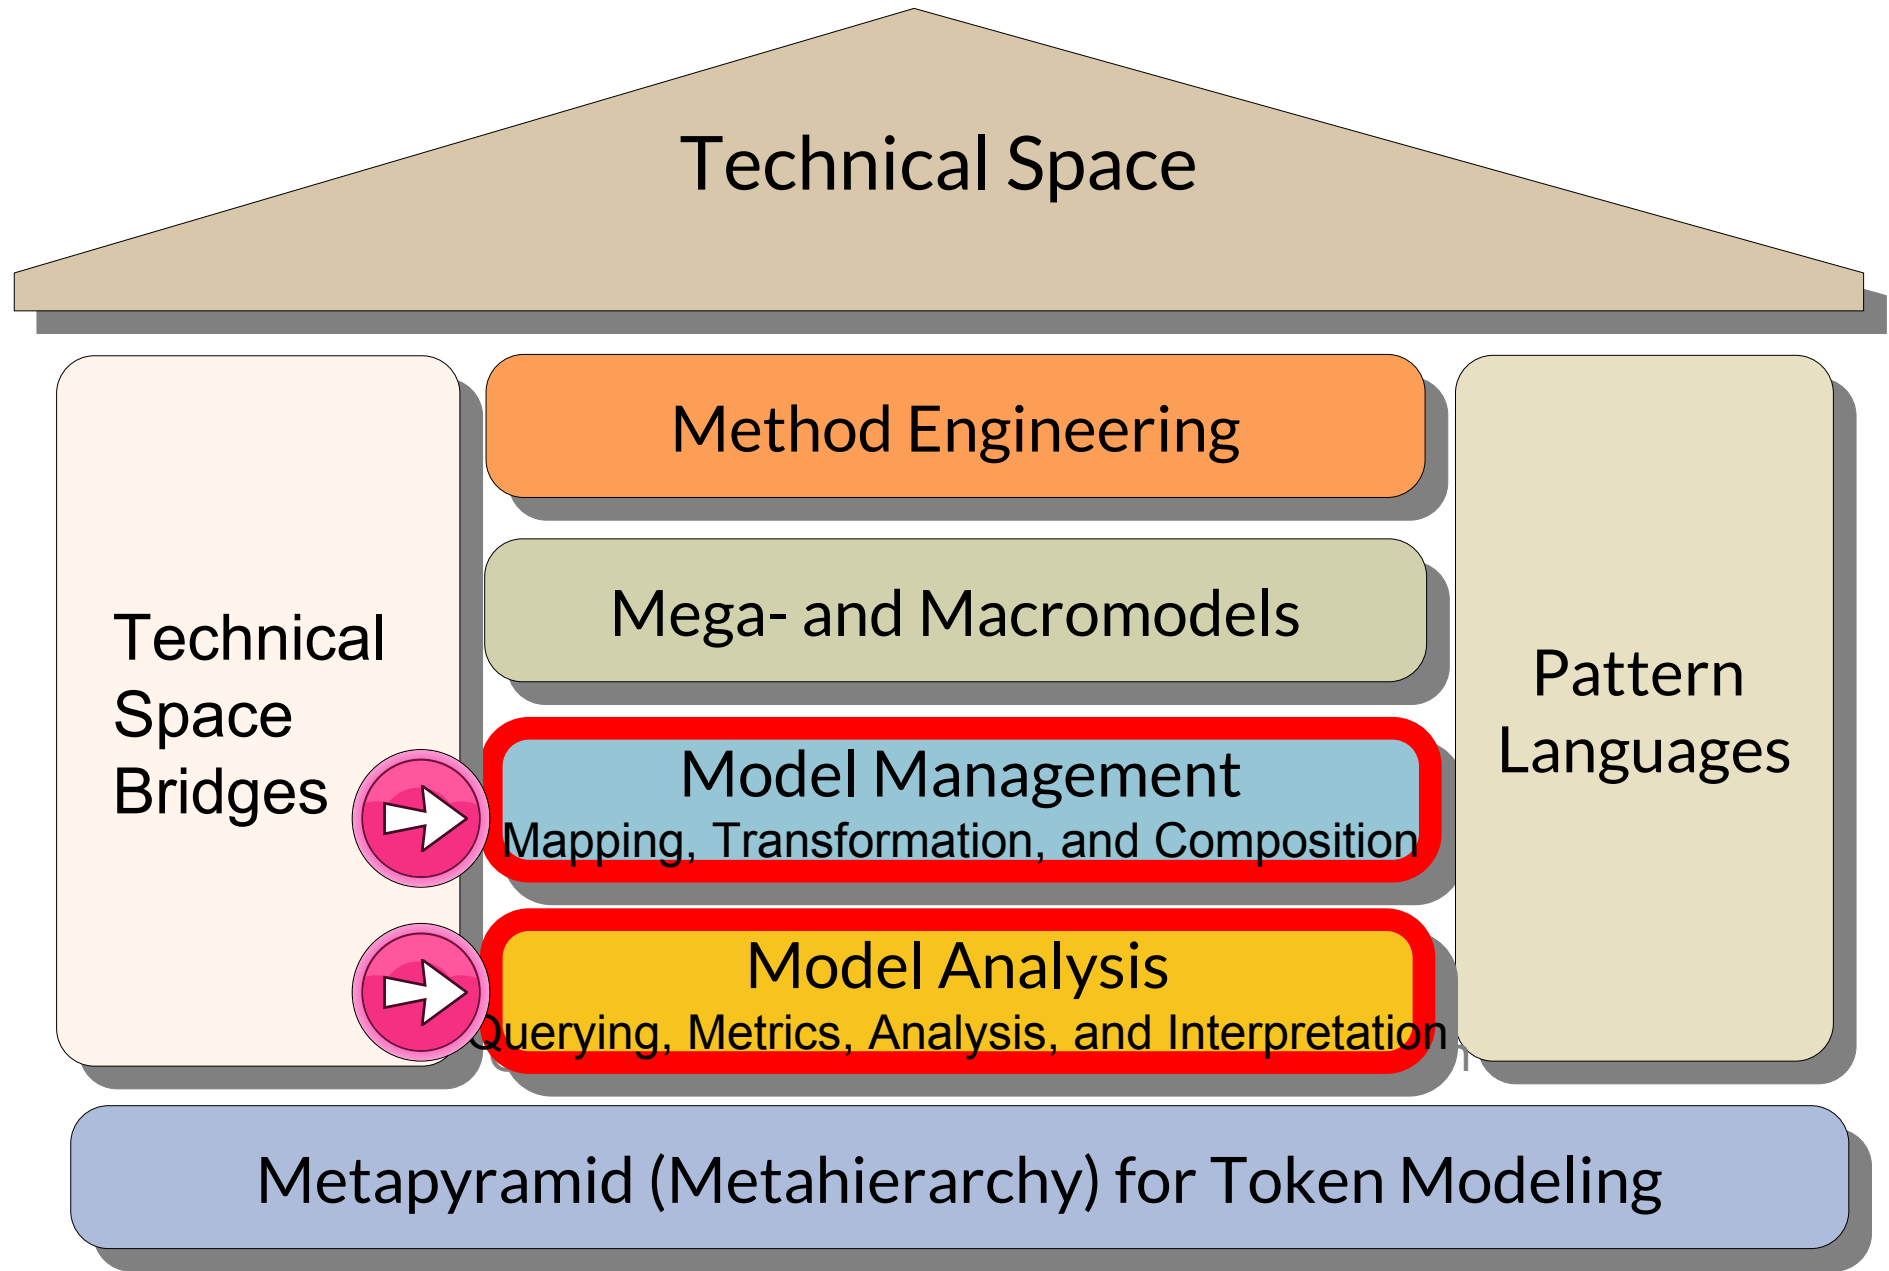 Technical Space
Method Engineering
Mega- and Macromodels
Technical
Space
Bridges
Pattern
Languages
Model Management
Mapping, Transformation, and Composition
Model Analysis
Querying, Metrics, Analysis, and Interpretation
Metapyramid (Metahierarchy) for Token Modeling